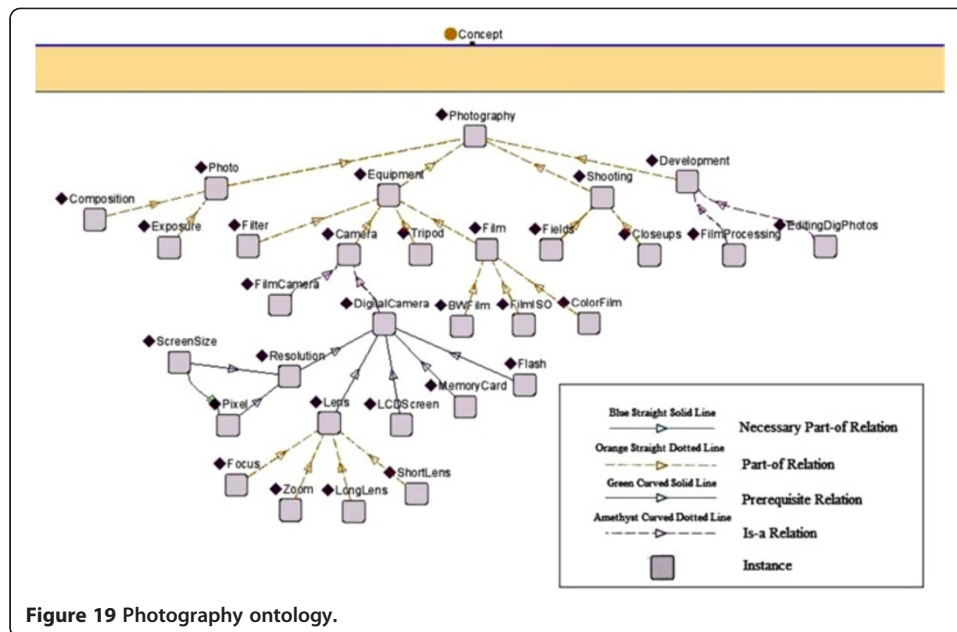 Concept
Photography
Photo
Equipment
Shooting
Development
Composition
Exposure
Filter
Camera
Tripod
Film
Fields
Closeups
FilmProcessing
EditingDigPhotos
FilmCamera
DigitalCamera
BWFilm
FilmISO
ColorFilm
ScreenSize
Resolution
Flash
Pixel
Lens
LCDScreen
MemoryCard
Focus
Zoom
LongLens
ShortLens
Blue Straight Solid Line
Necessary Part-of Relation
Orange Straight Dotted Line
Part-of Relation
Green Curved Solid Line
Prerequisite Relation
Amethyst Curved Dotted Line
Is-a Relation
Instance
Figure 19 Photography ontology.